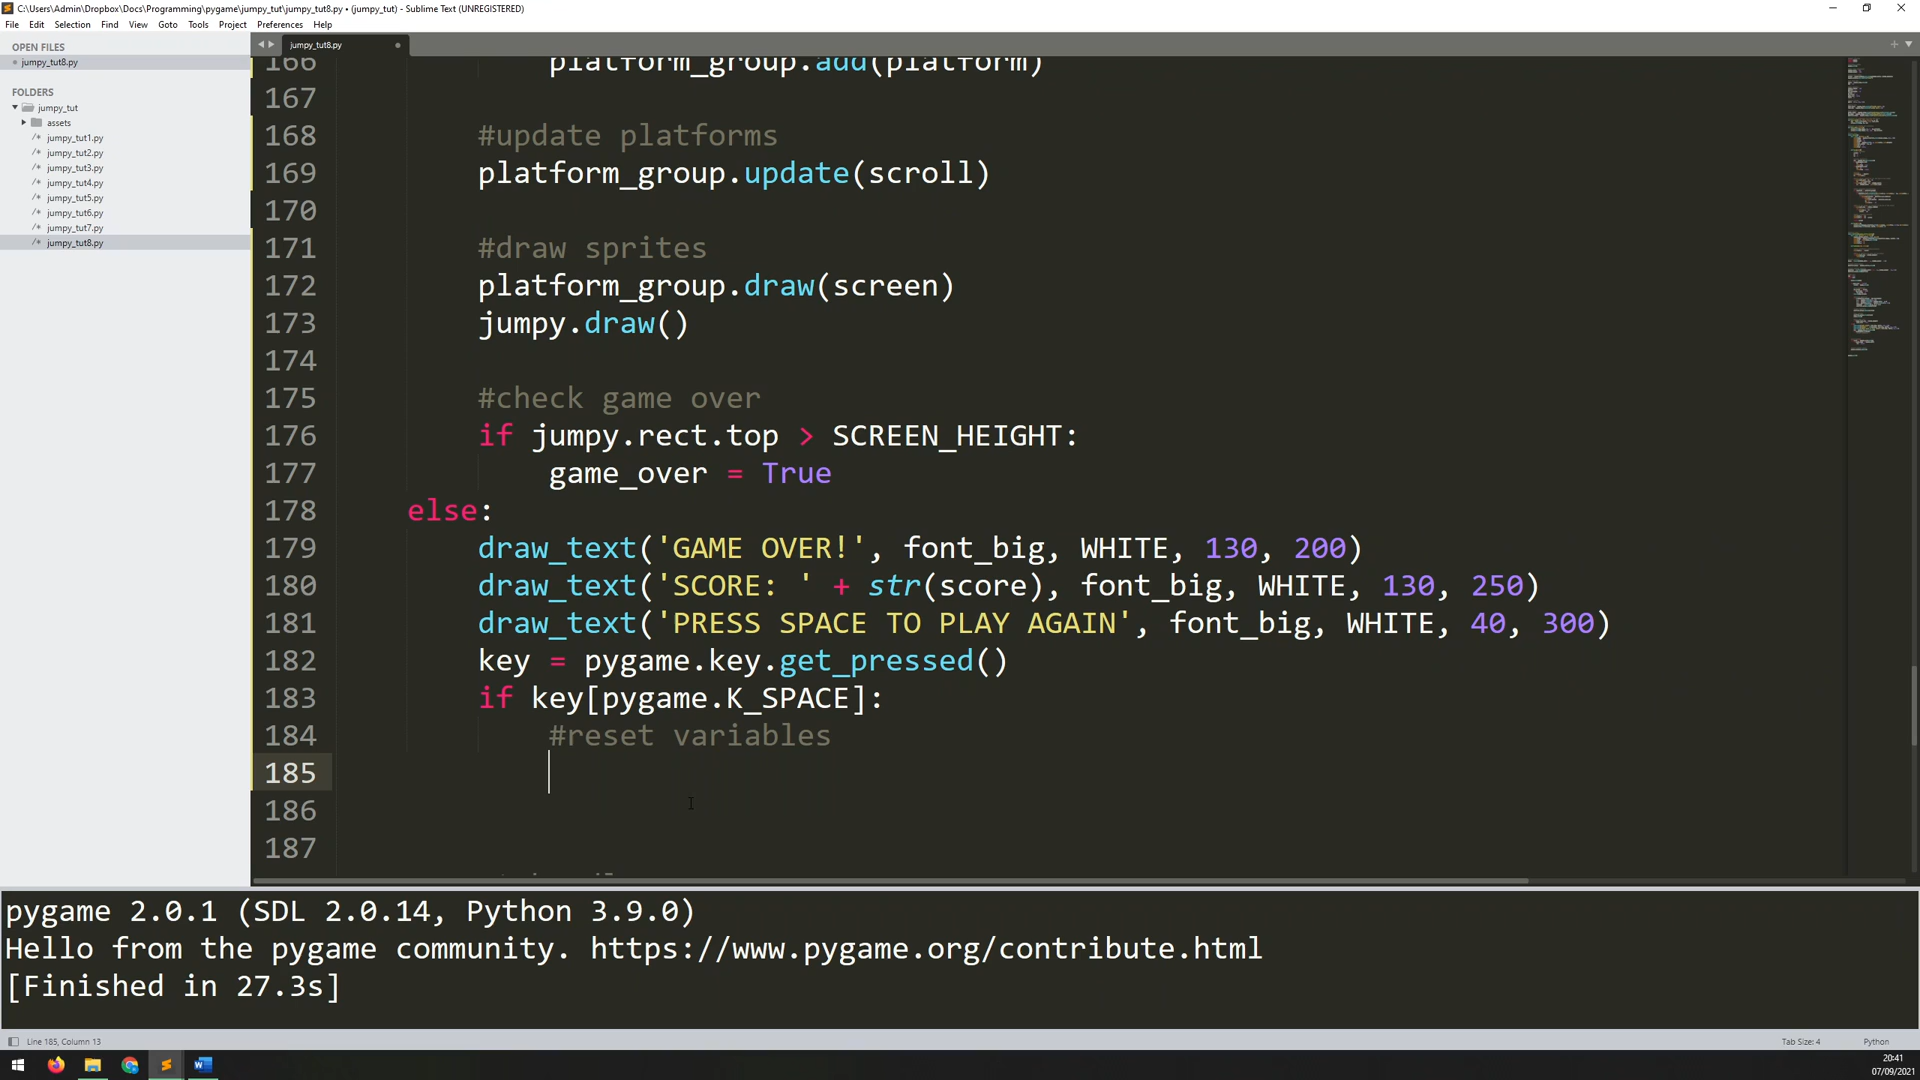 C:\Users\Admin\Dropbox\Docs\Programming\pygame\jumpy_tut\jumpy_tut8.py • (jumpy_tut) - Sublime Text (UNREGISTERED)
File Edit Selection Find View Goto Tools Project Preferences Help
OPEN FILES
jumpy_tut8.py
FOLDERS
jumpy_tut
assets
/* jumpy_tut1.py
/* jumpy_tut2.py
/* jumpy_tut3.py
/* jumpy_tut4.py
/* jumpy_tut5.py
/* jumpy_tut6.py
/* jumpy_tut7.py
/* jumpy_tut8.py
jumpy_tut8.py
166 platform_group.add(platform)
167
168 #update platforms
169 platform_group.update(scroll)
170
171 #draw sprites
172 platform_group.draw(screen)
173 jumpy.draw()
174
175 #check game over
176 if jumpy.rect.top > SCREEN_HEIGHT:
177 game_over = True
178 else:
179 draw_text('GAME OVER!', font_big, WHITE, 130, 200)
180 draw_text('SCORE: ' + str(score), font_big, WHITE, 130, 250)
181 draw_text('PRESS SPACE TO PLAY AGAIN', font_big, WHITE, 40, 300)
182 key = pygame.key.get_pressed()
183 if key[pygame.K_SPACE]:
184 #reset variables
185
186
187
pygame 2.0.1 (SDL 2.0.14, Python 3.9.0)
Hello from the pygame community. https://www.pygame.org/contribute.html
[Finished in 27.3s]
Line 185, Column 13
Tab Size: 4
Python
20:41
07/09/2021